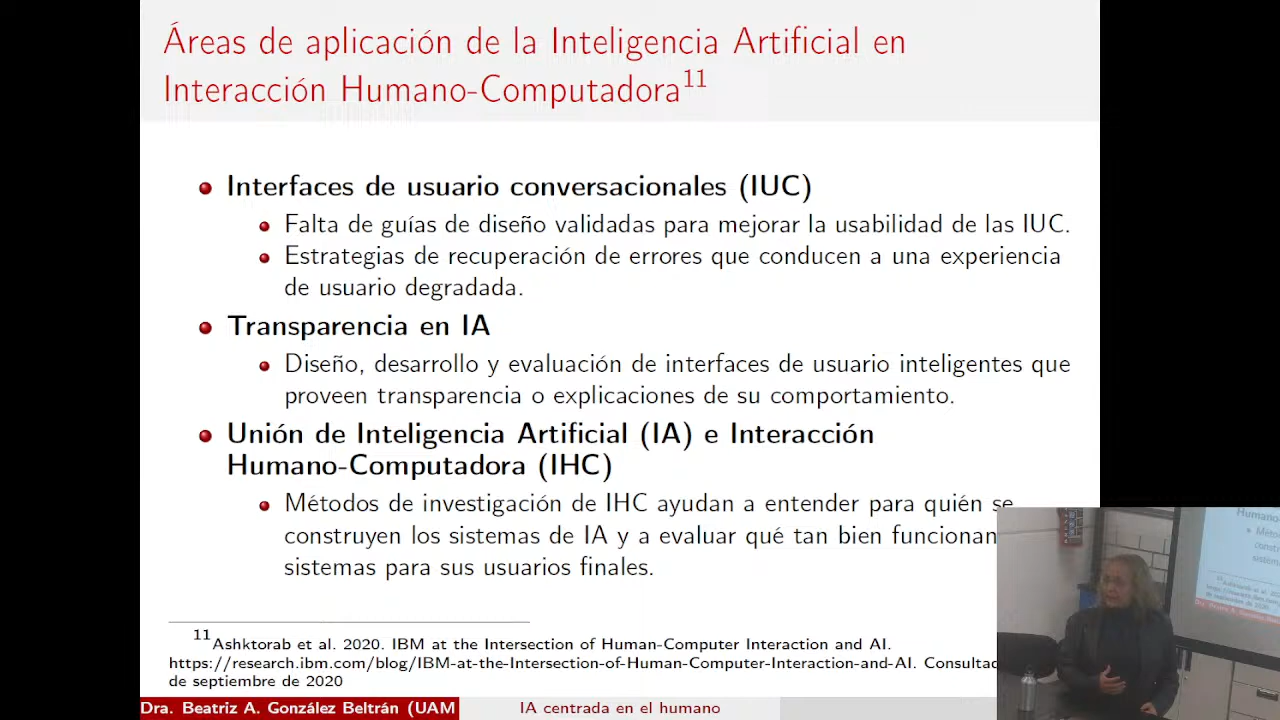 Áreas de aplicación de la Inteligencia Artificial en
Interacción Humano-Computadora11
Interfaces de usuario conversacionales (IUC)
Falta de guías de diseño validadas para mejorar la usabilidad de las IUC.
Estrategias de recuperación de errores que conducen a una experiencia
de usuario degradada.
Transparencia en IA
Diseño, desarrollo y evaluación de interfaces de usuario inteligentes que
proveen transparencia o explicaciones de su comportamiento.
Unión de Inteligencia Artificial (IA) e Interacción
Humano-Computadora (IHC)
Métodos de investigación de IHC ayudan a entender para quién se
construyen los sistemas de IA y a evaluar qué tan bien funcionan
sistemas para sus usuarios finales.
11Ashktorab et al. 2020. IBM at the Intersection of Human-Computer Interaction and AI.
https://research.ibm.com/blog/IBM-at-the-Intersection-of-Human-Computer-Interaction-and-AI. Consultad
de septiembre de 2020
Dra. Beatriz A. González Beltrán (UAM
IA centrada en el humano